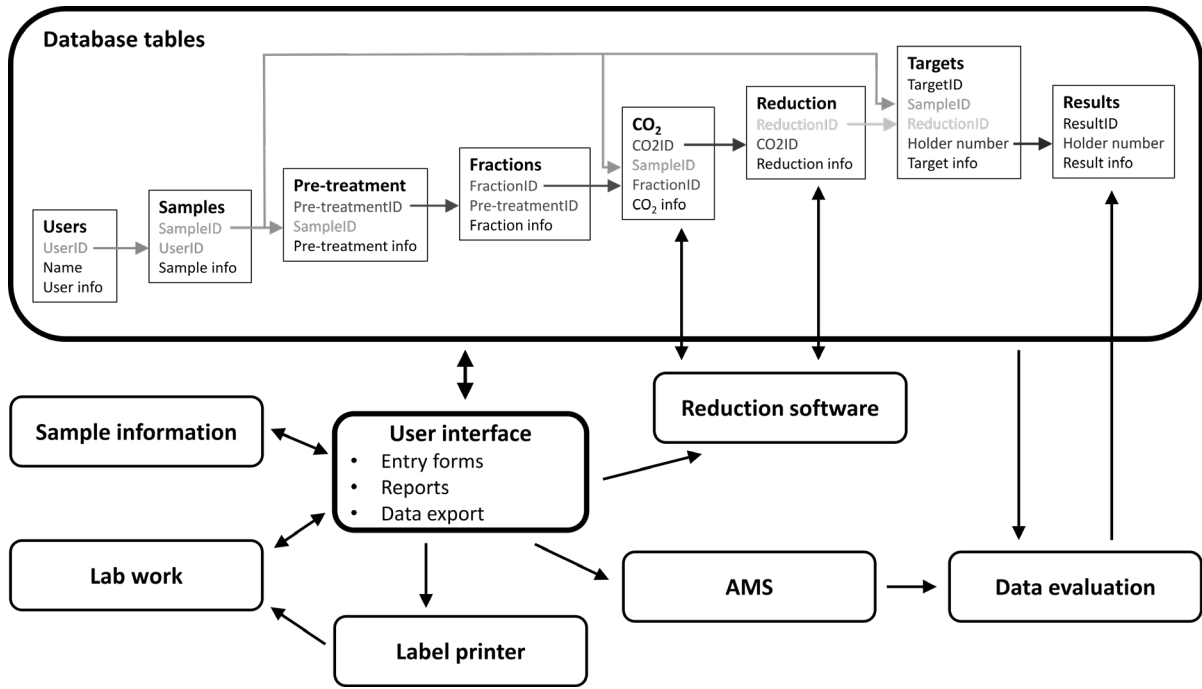 Database tables
Users
UserID
Name
User info
Samples
SampleID
UserID
Sample info
Pre-treatment
Pre-treatmentID
SampleID
Pre-treatment info
Fractions
FractionID
Pre-treatmentID
Fraction info
CO₂
CO2ID
SampleID
FractionID
CO₂ info
Reduction
ReductionID
CO2ID
Reduction info
Targets
TargetID
SampleID
ReductionID
Holder number
Target info
Results
ResultID
Holder number
Result info
Sample information
User interface
• Entry forms
• Reports
• Data export
Reduction software
Lab work
Label printer
AMS
Data evaluation